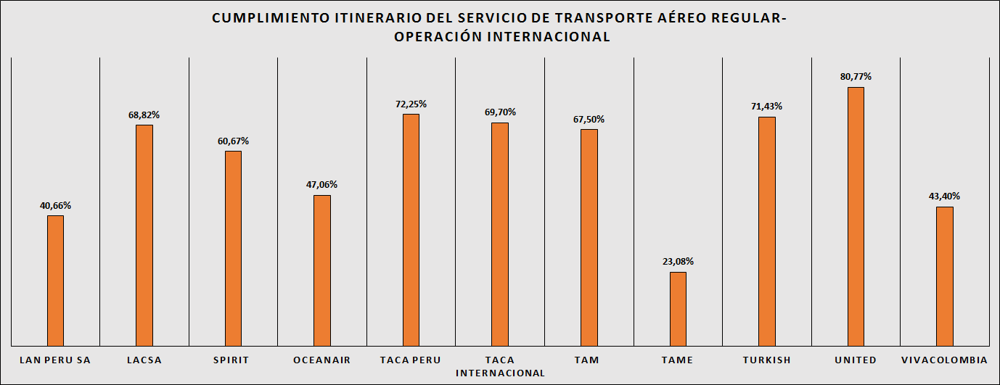 CUMPLIMIENTO ITINERARIO DEL SERVICIO DE TRANSPORTE AÉREO REGULAR-
OPERACIÓN INTERNACIONAL
40,66%
68,82%
60,67%
47,06%
72,25%
69,70%
67,50%
23,08%
71,43%
80,77%
43,40%
LAN PERU SA
LACSA
SPIRIT
OCEANAIR
TACA PERU
TACA
INTERNACIONAL
TAM
TAME
TURKISH
UNITED
VIVACOLOMBIA